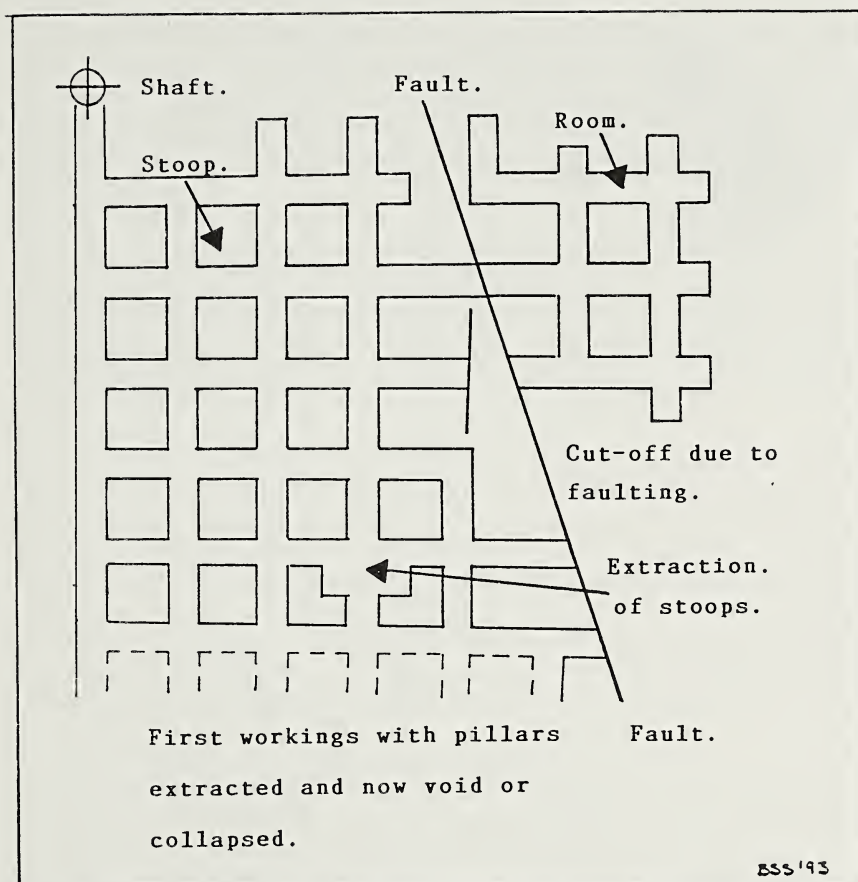 Shaft.
Fault.
Room.
Stoop.
Cut-off due to
faulting.
Extraction.
of stoops.
First workings with pillars
extracted and now void or
collapsed.
Fault.
BSS '93